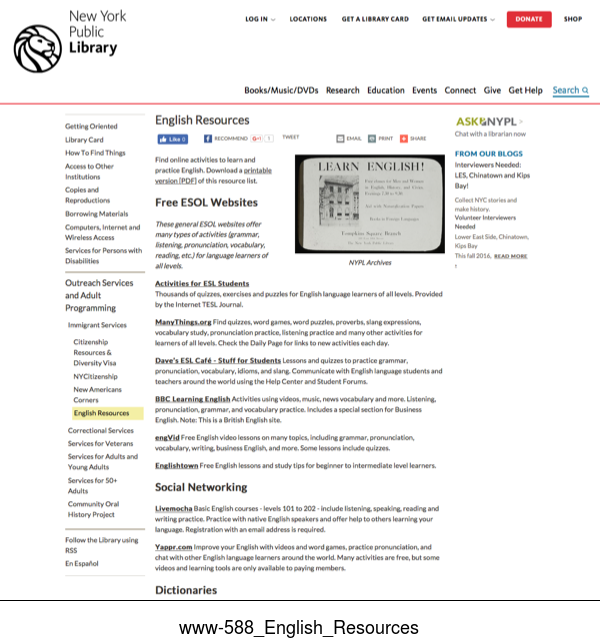 New York
Public
Library
LOG IN
LOCATIONS
GET A LIBRARY CARD
GET EMAIL UPDATES
DONATE
SHOP
Books/Music/DVDs Research Education Events Connect Give Get Help Search
Getting Oriented
Library Card
How To Find Things
Access to Other
Institutions
Copies and
Reproductions
Borrowing Materials
Computers, Internet and
Wireless Access
Services for Persons with
Disabilities
Outreach Services
and Adult
Programming
Immigrant Services
Citizenship
Resources &
Diversity Visa
NYCitizenship
New Americans
Corners
English Resources
Correctional Services
Services for Veterans
Services for Adults and
Young Adults
Services for 50+
Adults
Community Oral
History Project
Follow the Library using
RSS
En Español
English Resources
Like 0
RECOMMEND
G+1
1
TWEET
EMAIL
PRINT
SHARE
Find online activities to learn and
practice English. Download a printable
version [PDF] of this resource list.
LEARN ENGLISH!
Tompkins Square Branch
NYPL Archives
Free ESOL Websites
These general ESOL websites offer
many types of activities (grammar,
listening, pronunciation, vocabulary,
reading, etc.) for language learners of
all levels.
Activities for ESL Students
Thousands of quizzes, exercises and puzzles for English language learners of all levels. Provided
by the Internet TESL Journal.
ManyThings.org Find quizzes, word games, word puzzles, proverbs, slang expressions,
vocabulary study, pronunciation practice, listening practice and many other activities for
learners of all levels. Check the Daily Page for links to new activities each day.
Dave's ESL Café - Stuff for Students Lessons and quizzes to practice grammar,
pronunciation, vocabulary, idioms, and slang. Communicate with English language students and
teachers around the world using the Help Center and Student Forums.
BBC Learning English Activities using videos, music, news vocabulary and more. Listening,
pronunciation, grammar, and vocabulary practice. Includes a special section for Business
English. Note: This is a British English site.
engVid Free English video lessons on many topics, including grammar, pronunciation,
vocabulary, writing, business English, and more. Some lessons include quizzes.
Englishtown Free English lessons and study tips for beginner to intermediate level learners.
Social Networking
Livemocha Basic English courses - levels 101 to 202 - include listening, speaking, reading and
writing practice. Practice with native English speakers and offer help to others learning your
language. Registration with an email address is required.
Yappr.com Improve your English with videos and word games, practice pronunciation, and
chat with other English language learners around the world. Many activities are free, but some
videos and learning tools are only available to paying members.
Dictionaries
ASK NYPL >
Chat with a librarian now
FROM OUR BLOGS
Interviewers Needed:
LES, Chinatown and Kips
Bay!
Collect NYC stories and
make history.
Volunteer Interviewers
Needed
Lower East Side, Chinatown,
Kips Bay
This fall 2016, READ MORE
www-588_English_Resources